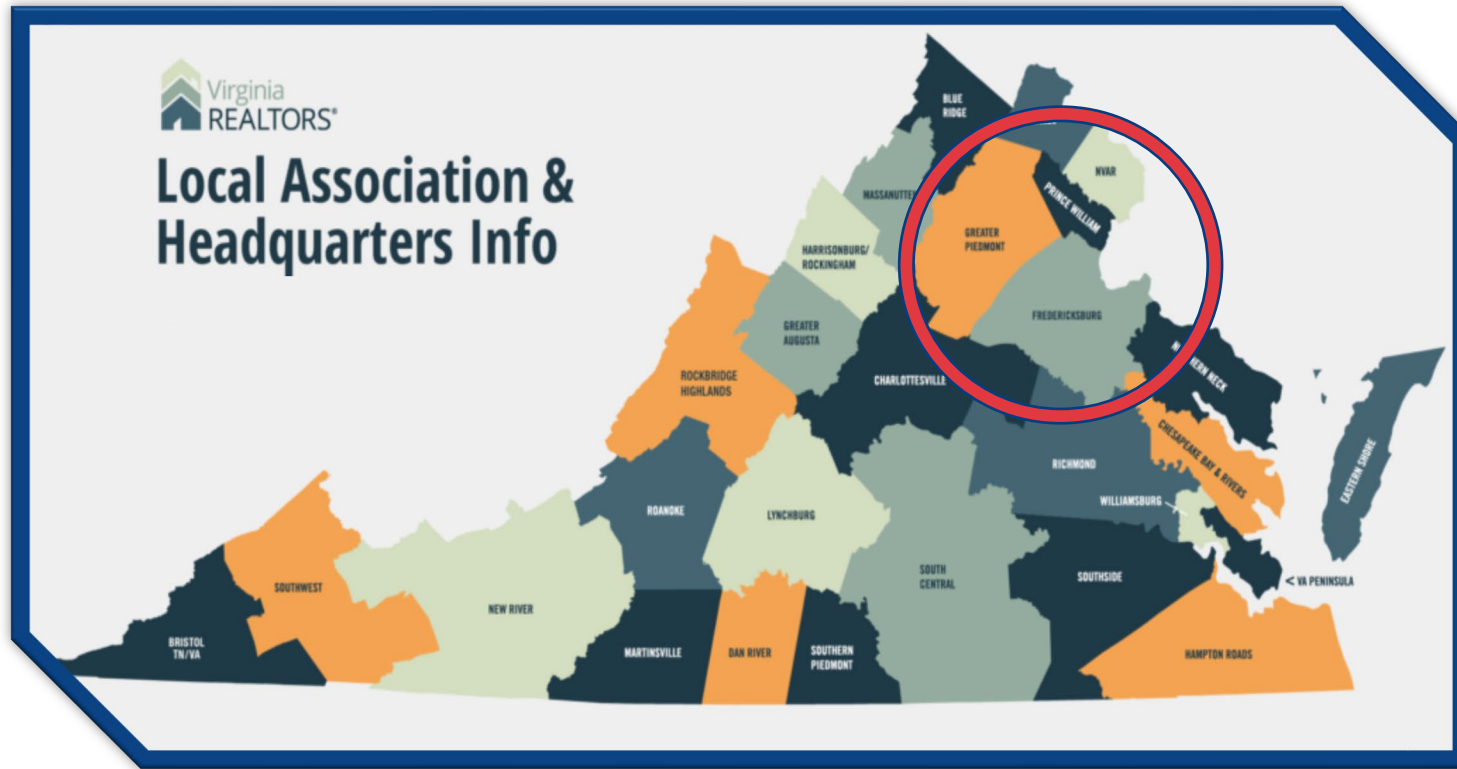 Virginia
REALTORS®
Local Association &
Headquarters Info
BLUE
RIDGE
NVAR
MASSANUTTEN
PRINCE WILLIAM
GREATER
PIEDMONT
HARRISONBURG/
ROCKINGHAM
FREDERICKSBURG
GREATER
AUGUSTA
ROCKBRIDGE
HIGHLANDS
CHARLOTTESVILLE
NECK
CHESAPEAKE BAY & RIVERS
EASTERN SHORE
RICHMOND
WILLIAMSBURG
ROANOKE
LYNCHBURG
SOUTH
CENTRAL
SOUTHSIDE
< VA PENINSULA
SOUTHWEST
NEW RIVER
BRISTOL
TN/VA
MARTINSVILLE
DAN RIVER
SOUTHERN
PIEDMONT
HAMPTON ROADS